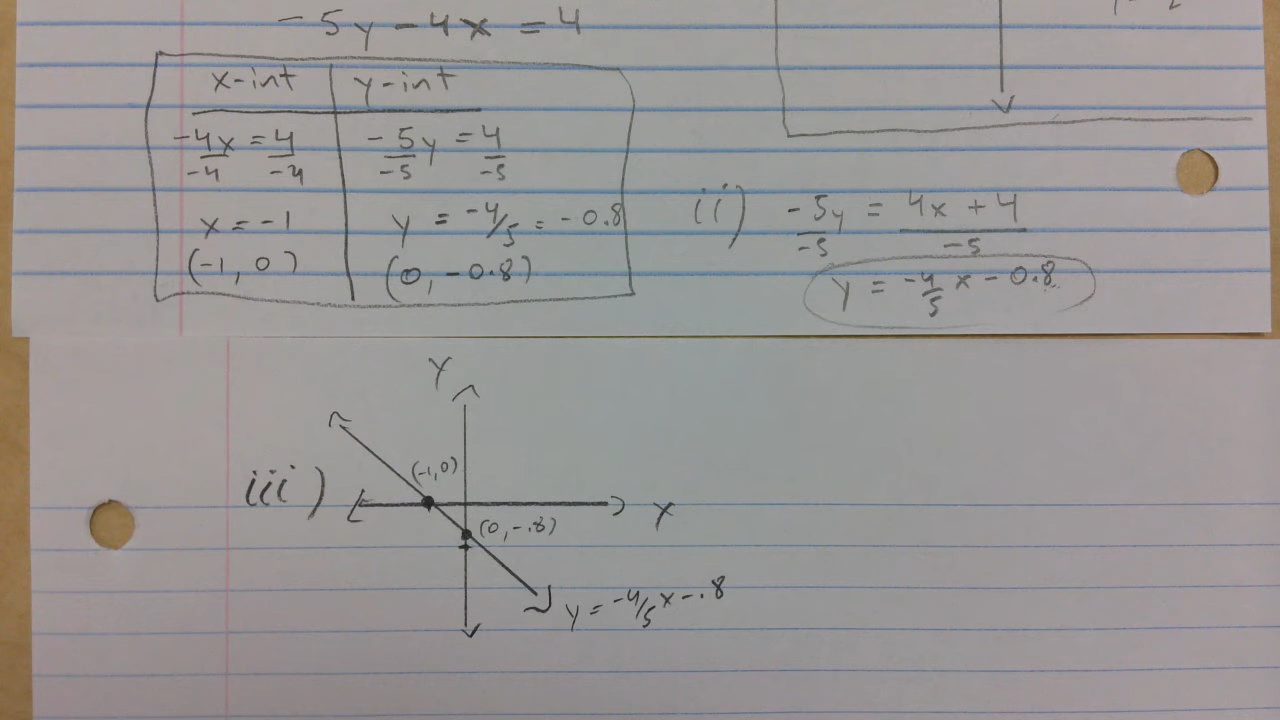 -5y - 4x = 4
x-int y-int
-4x = 4
-4 -4
-5y = 4
-5 -5
x = -1
y = -4/5 = -0.8
(-1, 0)
(0, -0.8)
ii) -5y = 4x + 4
-5 -5
y = -4/5 x - 0.8
Y
iii)
(-1,0)
X
(0, -.8)
y = -4/5 x - .8